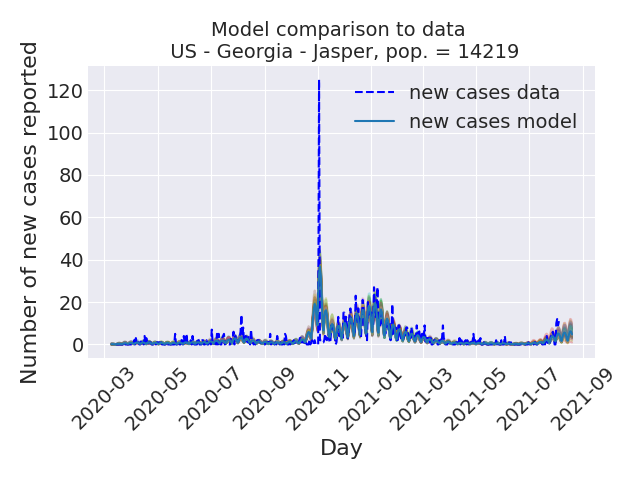 Model comparison to data
US - Georgia - Jasper, pop. = 14219
new cases data
new cases model
Number of new cases reported
120
100
80
60
40
20
0
2020-03
2020-05
2020-07
2020-09
2020-11
2021-01
2021-03
2021-05
2021-07
2021-09
Day